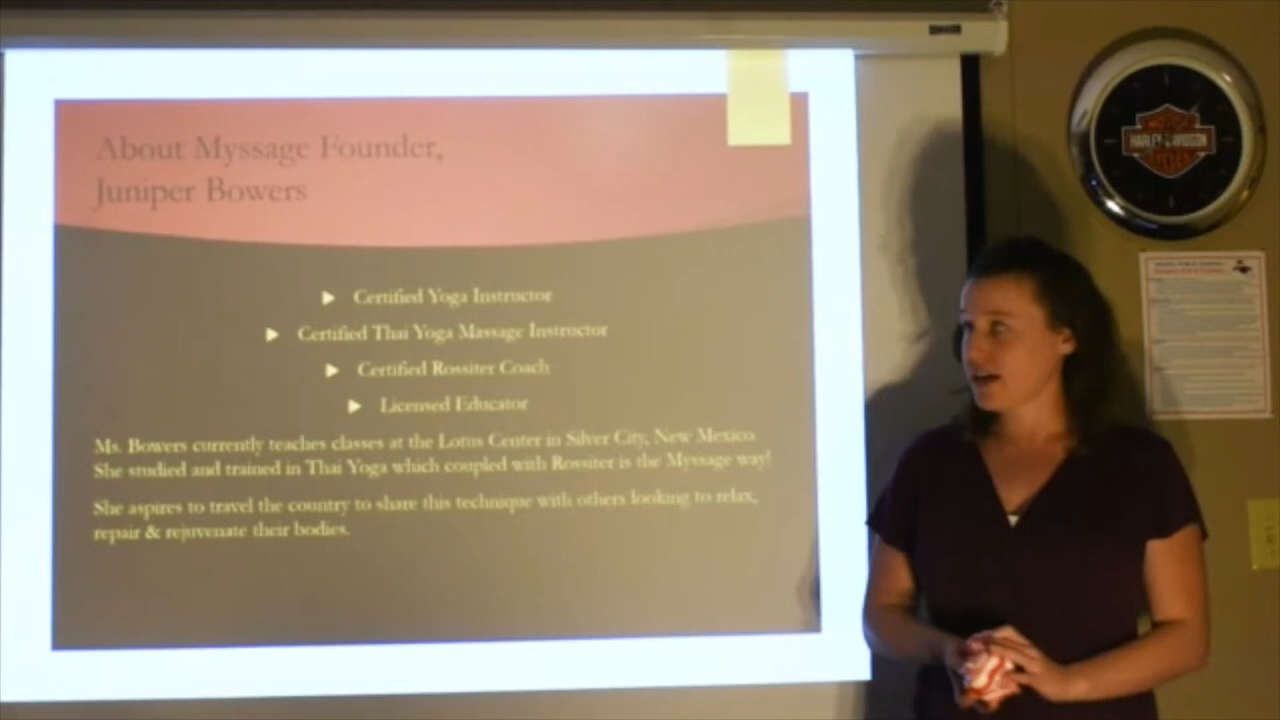 About Myssage Founder,
Juniper Bowers
Certified Yoga Instructor
Certified Thai Yoga Massage Instructor
Certified Rossiter Coach
Licensed Educator
Ms. Bowers currently teaches classes at the Lotus Center in Silver City, New Mexico.
She studied and trained in Thai Yoga which coupled with Rossiter is the Myssage way!
She aspires to travel the country to share this technique with others looking to relax,
repair & rejuvenate their bodies.
HARLEY-DAVIDSON